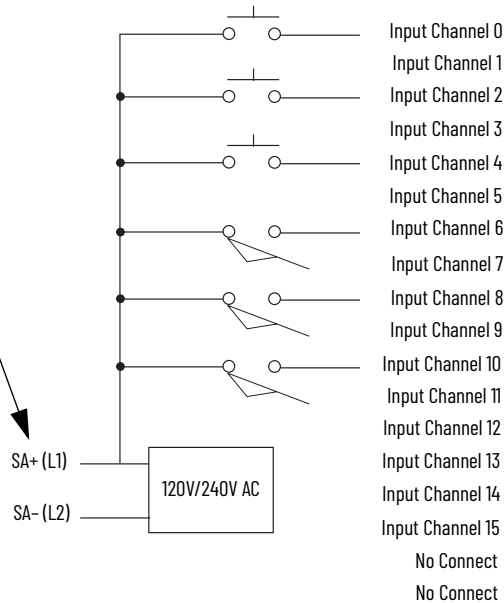 Input Channel 0
Input Channel 1
Input Channel 2
Input Channel 3
Input Channel 4
Input Channel 5
Input Channel 6
Input Channel 7
Input Channel 8
Input Channel 9
Input Channel 10
Input Channel 11
Input Channel 12
SA+ (L1)
Input Channel 13
120V/240V AC
Input Channel 14
SA– (L2)
Input Channel 15
No Connect
No Connect